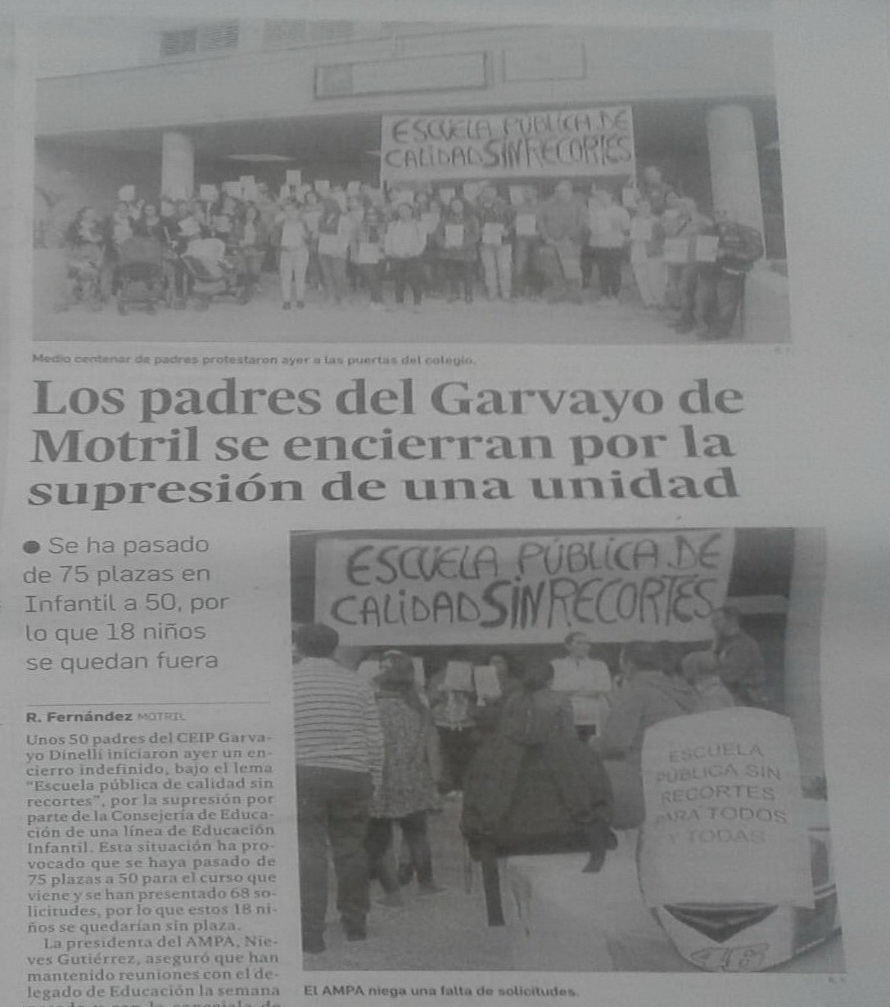 ESCUELA PÚBLICA DE
CALIDAD SIN RECORTES
Medio centenar de padres protestaron ayer a las puertas del colegio.
Los padres del Garvayo de
Motril se encierran por la
supresión de una unidad
● Se ha pasado
de 75 plazas en
Infantil a 50, por
lo que 18 niños
se quedan fuera
R. Fernández MOTRIL
Unos 50 padres del CEIP Garva-
yo Dinelli iniciaron ayer un en-
cierro indefinido, bajo el lema
"Escuela pública de calidad sin
recortes", por la supresión por
parte de la Consejería de Educa-
ción de una línea de Educación
Infantil. Esta situación ha pro-
vocado que se haya pasado de
75 plazas a 50 para el curso que
viene y se han presentado 68 so-
licitudes, por lo que estos 18 ni-
ños se quedarían sin plaza.
La presidenta del AMPA, Nie-
ves Gutiérrez, aseguró que han
mantenido reuniones con el de-
legado de Educación la semana
ESCUELA PÚBLICA DE
CALIDAD SIN RECORTES
ESCUELA
PÚBLICA SIN
RECORTES
PARA TODOS
Y TODAS
46
El AMPA niega una falta de solicitudes.